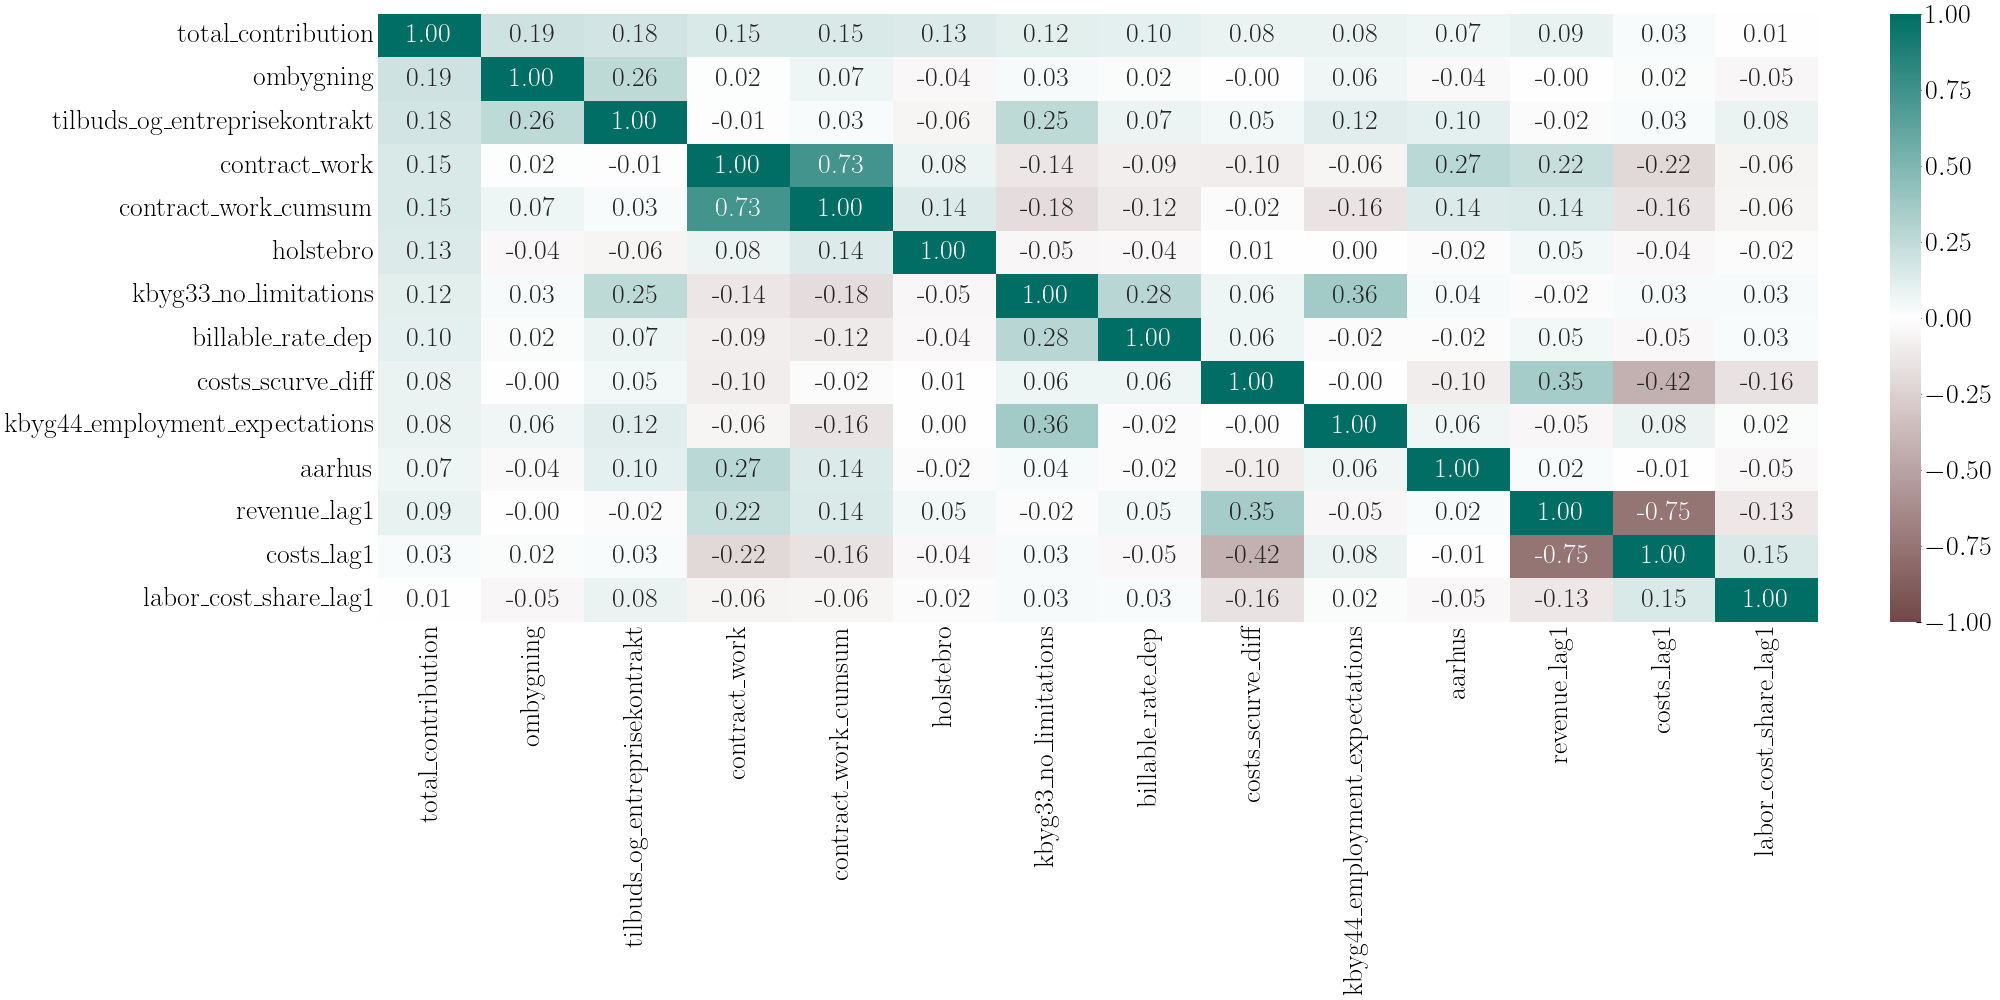 total_contribution 1.00 0.19 0.18 0.15 0.15 0.13 0.12 0.10 0.08 0.08 0.07 0.09 0.03 0.01
ombygning 0.19 1.00 0.26 0.02 0.07 -0.04 0.03 0.02 -0.00 0.06 -0.04 -0.00 0.02 -0.05
tilbuds_og_entreprisekontrakt 0.18 0.26 1.00 -0.01 0.03 -0.06 0.25 0.07 0.05 0.12 0.10 -0.02 0.03 0.08
contract_work 0.15 0.02 -0.01 1.00 0.73 0.08 -0.14 -0.09 -0.10 -0.06 0.27 0.22 -0.22 -0.06
contract_work_cumsum 0.15 0.07 0.03 0.73 1.00 0.14 -0.18 -0.12 -0.02 -0.16 0.14 0.14 -0.16 -0.06
holstebro 0.13 -0.04 -0.06 0.08 0.14 1.00 -0.05 -0.04 0.01 0.00 -0.02 0.05 -0.04 -0.02
kbyg33_no_limitations 0.12 0.03 0.25 -0.14 -0.18 -0.05 1.00 0.28 0.06 0.36 0.04 -0.02 0.03 0.03
billable_rate_dep 0.10 0.02 0.07 -0.09 -0.12 -0.04 0.28 1.00 0.06 -0.02 -0.02 0.05 -0.05 0.03
costs_scurve_diff 0.08 -0.00 0.05 -0.10 -0.02 0.01 0.06 0.06 1.00 -0.00 -0.10 0.35 -0.42 -0.16
kbyg44_employment_expectations 0.08 0.06 0.12 -0.06 -0.16 0.00 0.36 -0.02 -0.00 1.00 0.06 -0.05 0.08 0.02
aarhus 0.07 -0.04 0.10 0.27 0.14 -0.02 0.04 -0.02 -0.10 0.06 1.00 0.02 -0.01 -0.05
revenue_lag1 0.09 -0.00 -0.02 0.22 0.14 0.05 -0.02 0.05 0.35 -0.05 0.02 1.00 -0.75 -0.13
costs_lag1 0.03 0.02 0.03 -0.22 -0.16 -0.04 0.03 -0.05 -0.42 0.08 -0.01 -0.75 1.00 0.15
labor_cost_share_lag1 0.01 -0.05 0.08 -0.06 -0.06 -0.02 0.03 0.03 -0.16 0.02 -0.05 -0.13 0.15 1.00
total_contribution
ombygning
tilbuds_og_entreprisekontrakt
contract_work
contract_work_cumsum
holstebro
kbyg33_no_limitations
billable_rate_dep
costs_scurve_diff
kbyg44_employment_expectations
aarhus
revenue_lag1
costs_lag1
labor_cost_share_lag1
1.00
0.75
0.50
0.25
0.00
−0.25
−0.50
−0.75
−1.00